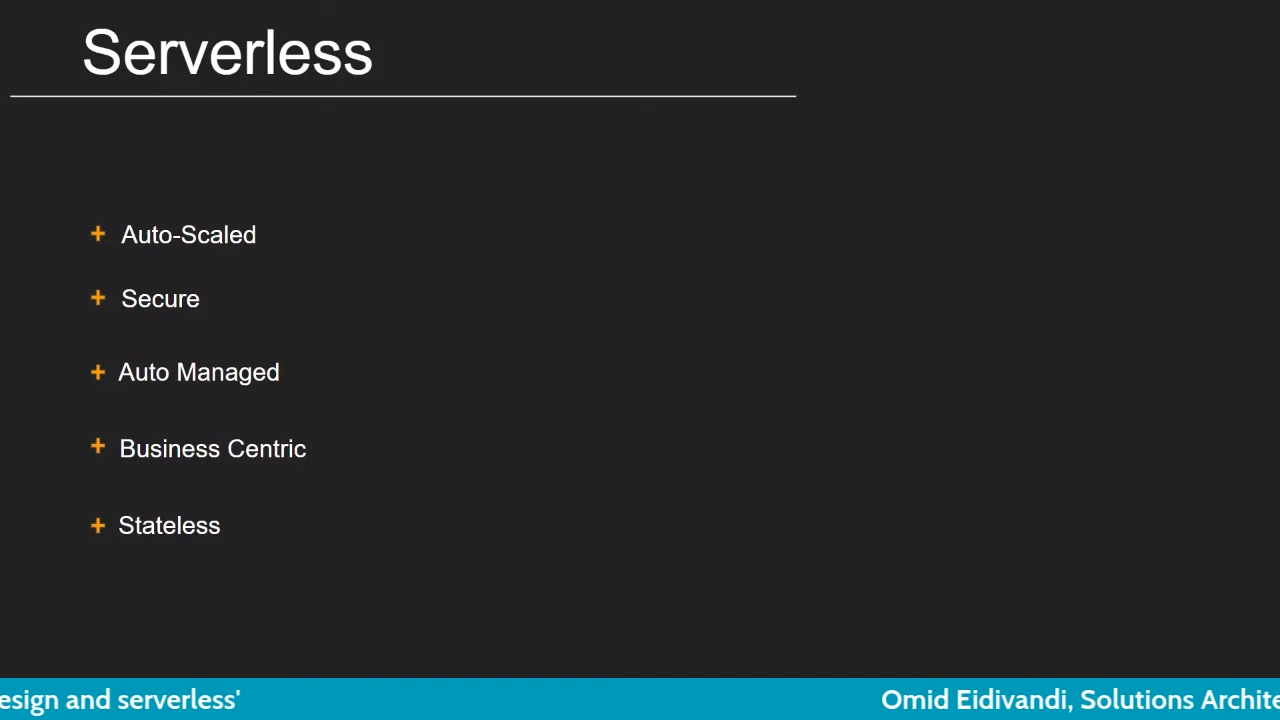 Serverless
+ Auto-Scaled
+ Secure
+ Auto Managed
+ Business Centric
+ Stateless
esign and serverless' Omid Eidivandi, Solutions Archite